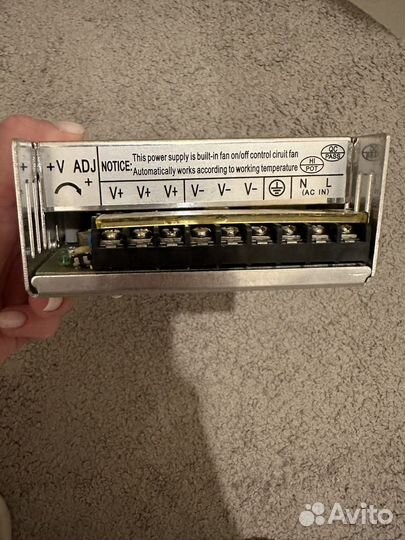 +V ADJ
+
NOTICE: This power supply is built-in fan on/off control ciruit fan
Automatically works according to working temperature
QC
PASS
HI
POT
V+ V+ V+ V- V- V- N L
(AC IN)
Avito